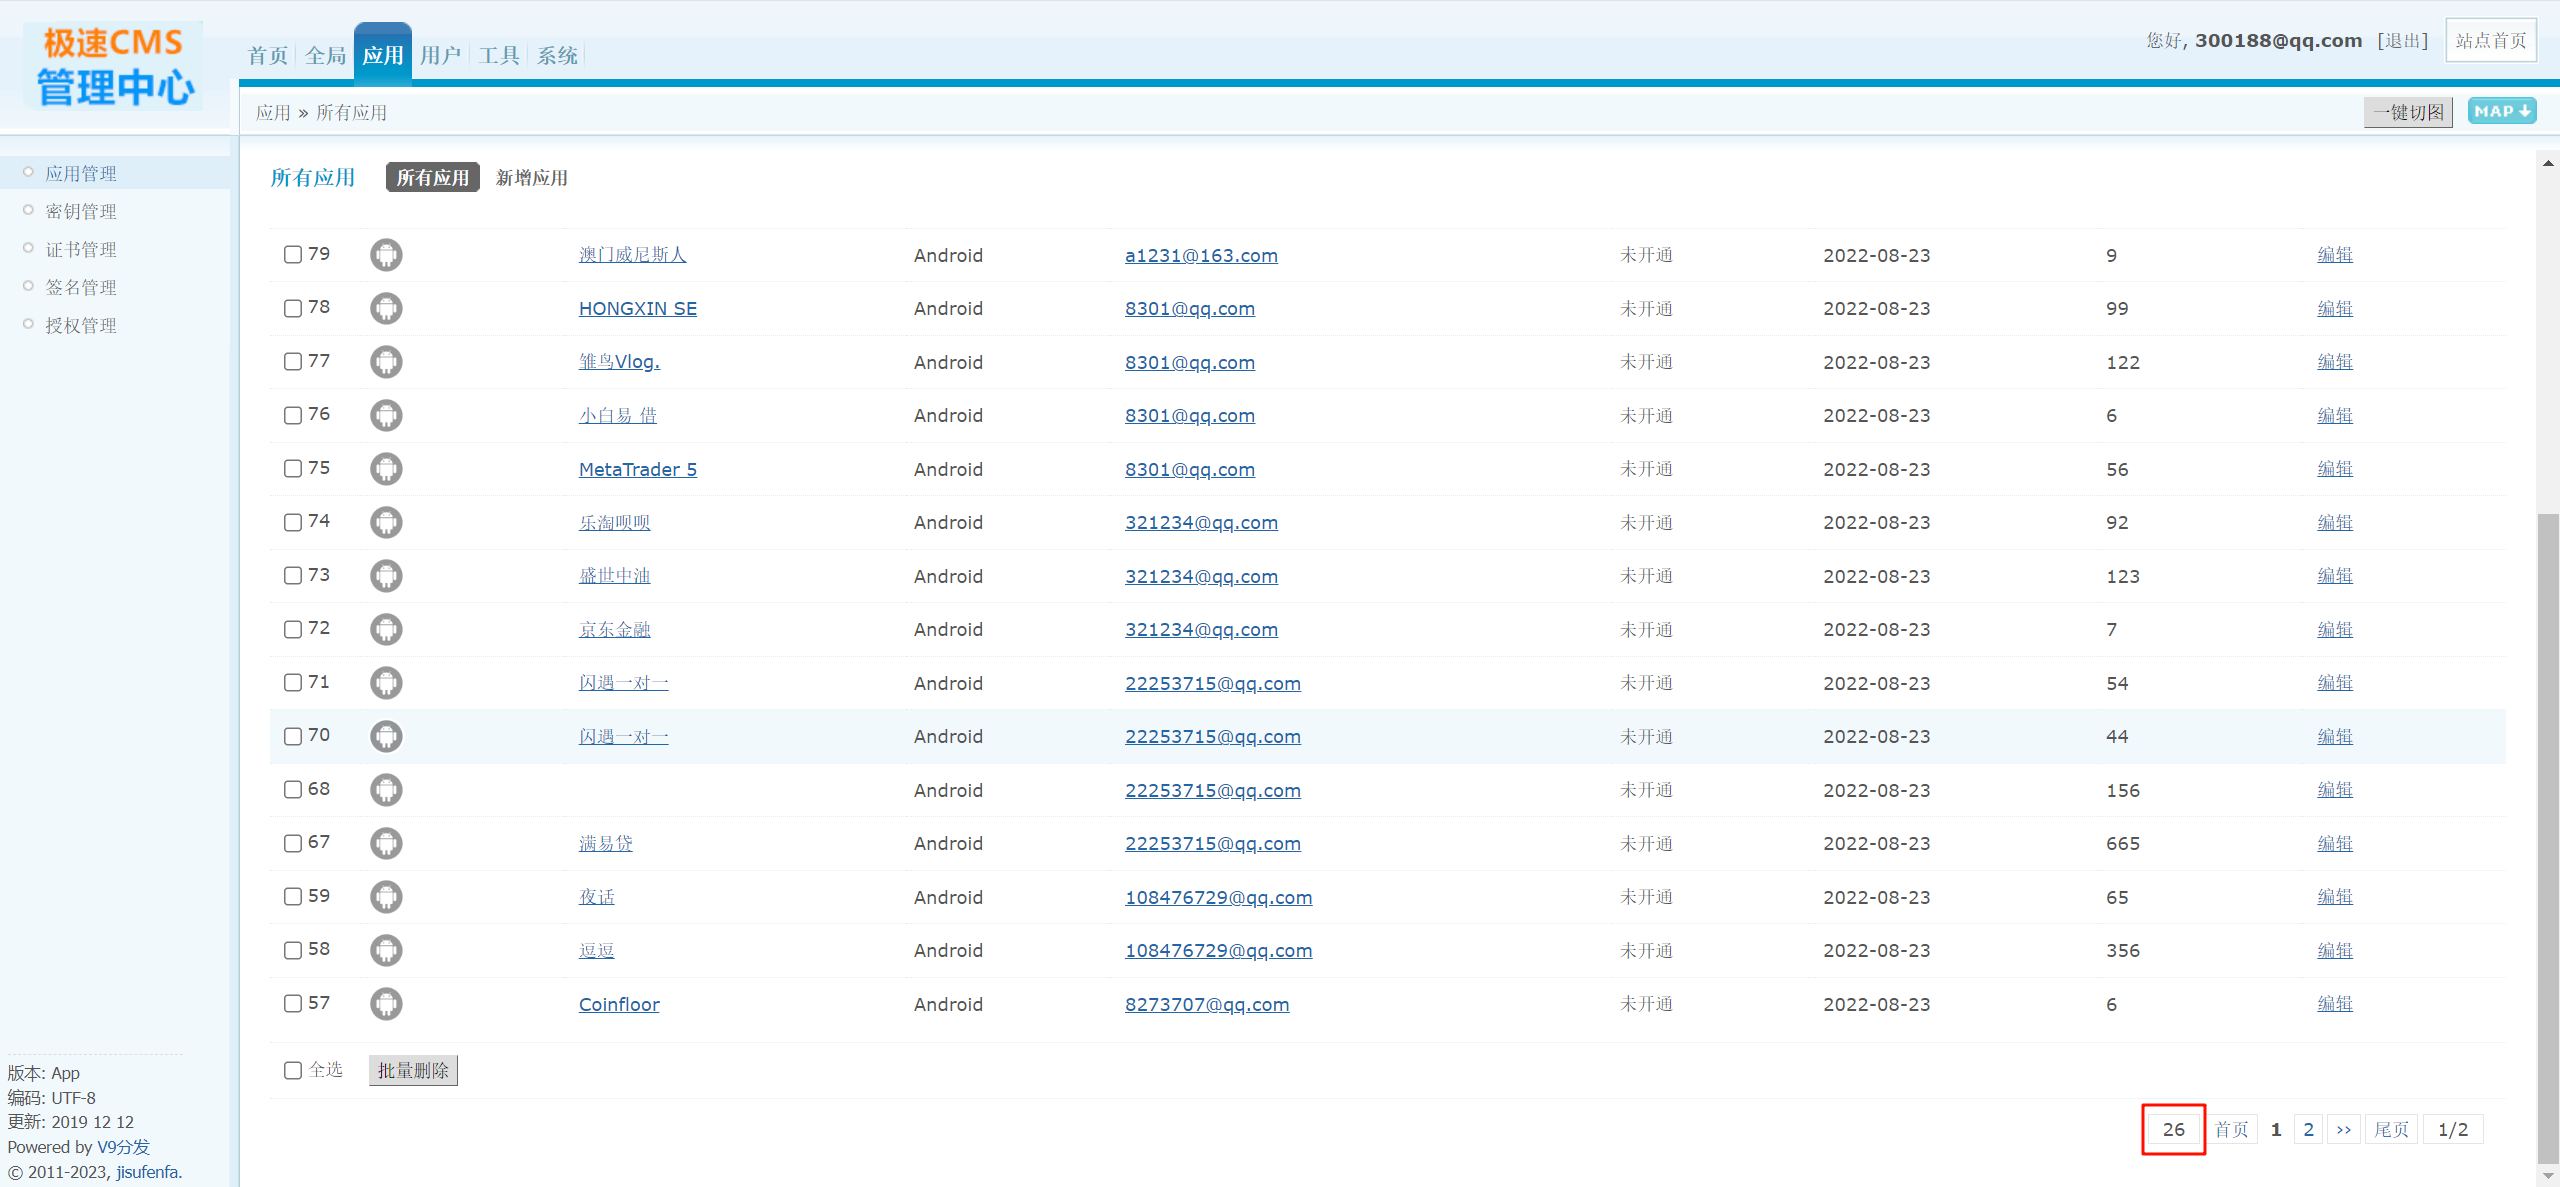 极速CMS
管理中心
首页 全局 应用 用户 工具 系统
您好, 300188@qq.com [退出] 站点首页
应用 » 所有应用
一键切图 MAP
应用管理
密钥管理
证书管理
签名管理
授权管理
所有应用 所有应用 新增应用
79 澳门威尼斯人 Android a1231@163.com 未开通 2022-08-23 9 编辑
78 HONGXIN SE Android 8301@qq.com 未开通 2022-08-23 99 编辑
77 雏鸟Vlog. Android 8301@qq.com 未开通 2022-08-23 122 编辑
76 小白易 借 Android 8301@qq.com 未开通 2022-08-23 6 编辑
75 MetaTrader 5 Android 8301@qq.com 未开通 2022-08-23 56 编辑
74 乐淘呗呗 Android 321234@qq.com 未开通 2022-08-23 92 编辑
73 盛世中油 Android 321234@qq.com 未开通 2022-08-23 123 编辑
72 京东金融 Android 321234@qq.com 未开通 2022-08-23 7 编辑
71 闪遇一对一 Android 22253715@qq.com 未开通 2022-08-23 54 编辑
70 闪遇一对一 Android 22253715@qq.com 未开通 2022-08-23 44 编辑
68 Android 22253715@qq.com 未开通 2022-08-23 156 编辑
67 满易贷 Android 22253715@qq.com 未开通 2022-08-23 665 编辑
59 夜话 Android 108476729@qq.com 未开通 2022-08-23 65 编辑
58 逗逗 Android 108476729@qq.com 未开通 2022-08-23 356 编辑
57 Coinfloor Android 8273707@qq.com 未开通 2022-08-23 6 编辑
全选 批量删除
26 首页 1 2 ›› 尾页 1/2
版本: App
编码: UTF-8
更新: 2019 12 12
Powered by V9分发
© 2011-2023, jisufenfa.